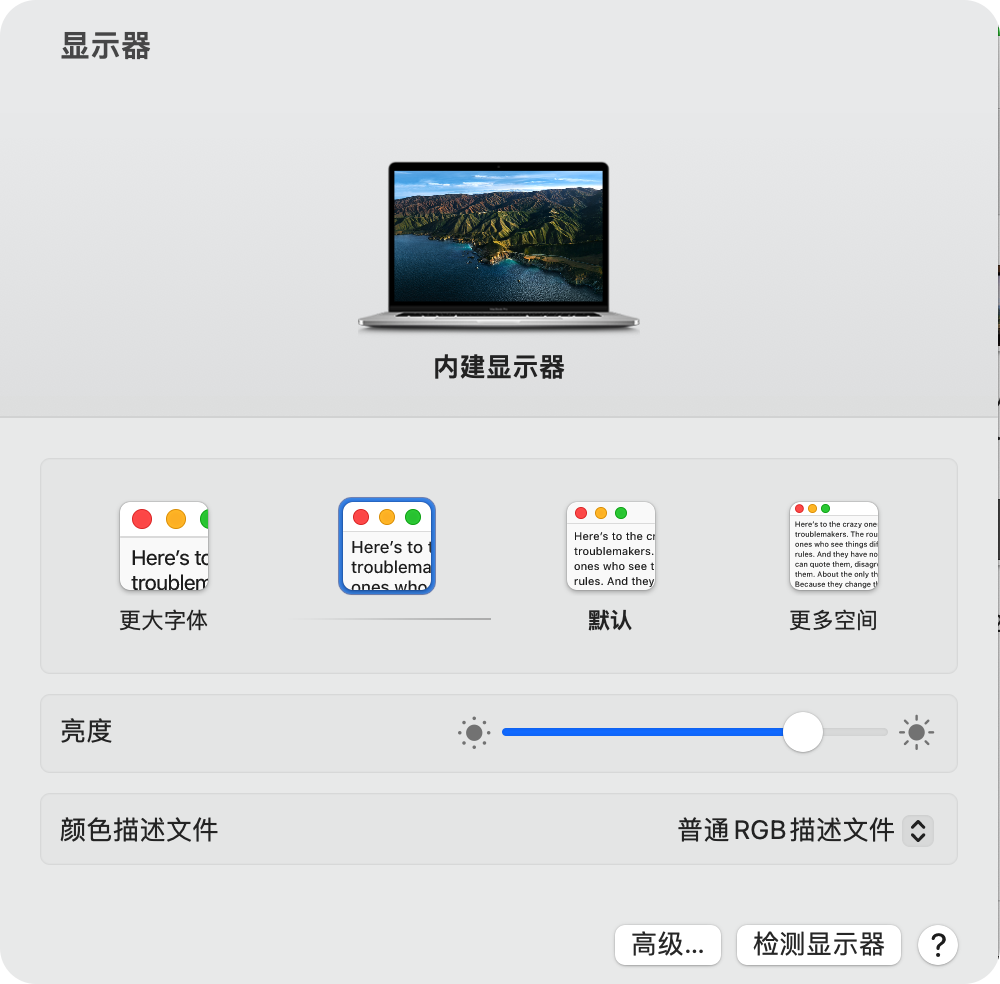 显示器
内建显示器
Here's to
troublem
更大字体
Here's to
troublema
ones who
Here's to the cr
troublemakers.
ones who see t
rules. And they
默认
Here's to the crazy one
troublemakers. The rou
ones who see things dif
rules. And they have no
can quote them, disagre
them. About the only th
Because they change t
更多空间
亮度
颜色描述文件
普通RGB描述文件
高级...
检测显示器
?